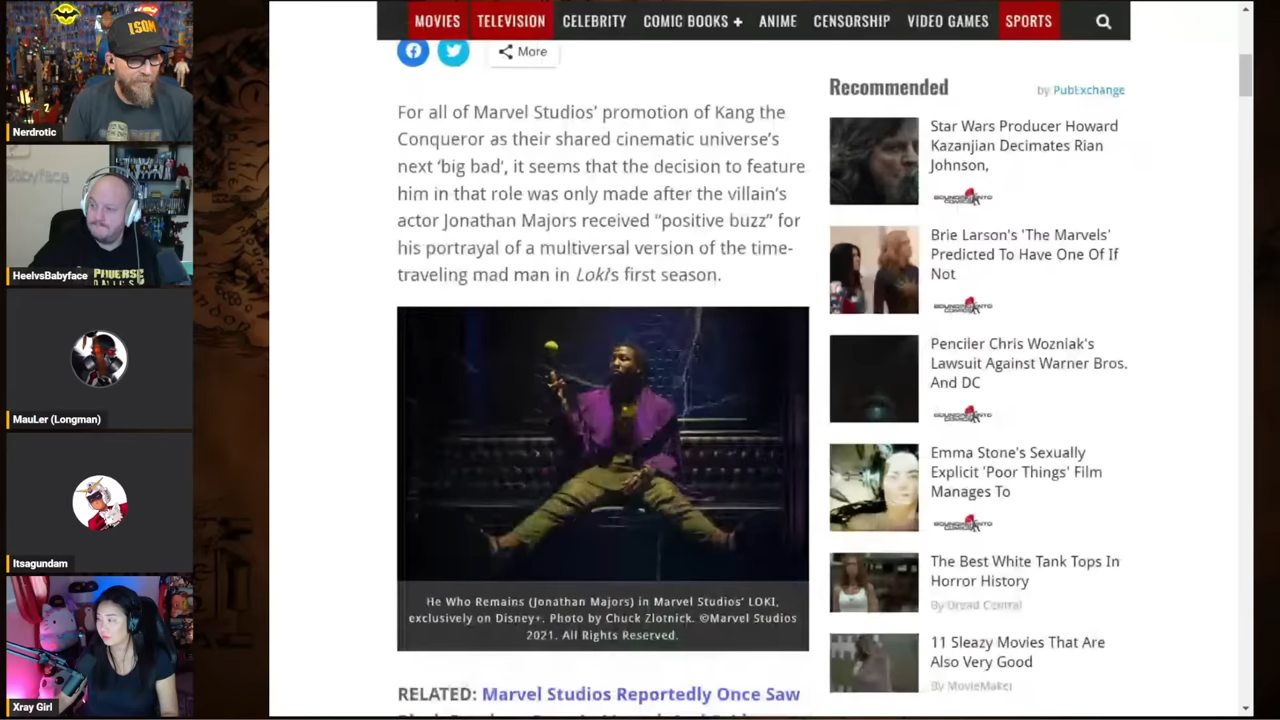 MOVIES TELEVISION CELEBRITY COMIC BOOKS + ANIME CENSORSHIP VIDEO GAMES SPORTS
More
For all of Marvel Studios' promotion of Kang the
Conqueror as their shared cinematic universe's
next 'big bad', it seems that the decision to feature
him in that role was only made after the villain's
actor Jonathan Majors received "positive buzz" for
his portrayal of a multiversal version of the time-
traveling mad man in Loki's first season.
He Who Remains (Jonathan Majors) in Marvel Studios' LOKI,
exclusively on Disney+. Photo by Chuck Zlotnick. ©Marvel Studios
2021. All Rights Reserved.
RELATED: Marvel Studios Reportedly Once Saw
Recommended
by PubExchange
Star Wars Producer Howard
Kazanjian Decimates Rian
Johnson,
Brie Larson's 'The Marvels'
Predicted To Have One Of If
Not
Penciler Chris Wozniak's
Lawsuit Against Warner Bros.
And DC
Emma Stone's Sexually
Explicit 'Poor Things' Film
Manages To
The Best White Tank Tops In
Horror History
By Dread Central
11 Sleazy Movies That Are
Also Very Good
By MovieMaker
ISOM
Nerdrotic
HeelvsBabyface
MauLer (Longman)
Itsagundam
Xray Girl